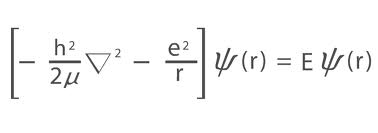 [− h²/2μ ∇² − e²/r] ψ(r) = E ψ(r)